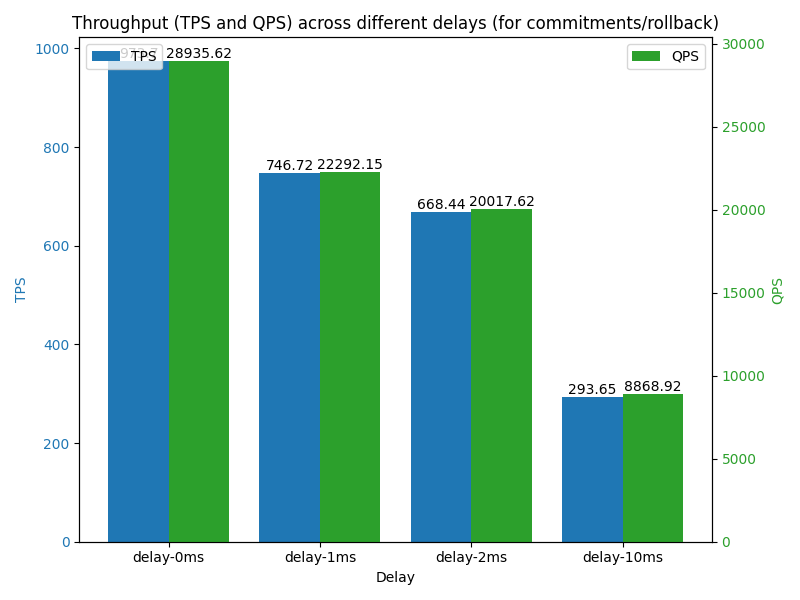 Throughput (TPS and QPS) across different delays (for commitments/rollback)
TPS
QPS
28935.62
746.72
22292.15
668.44
20017.62
293.65
8868.92
1000
800
600
400
200
0
TPS
30000
25000
20000
15000
10000
5000
0
QPS
delay-0ms
delay-1ms
delay-2ms
delay-10ms
Delay